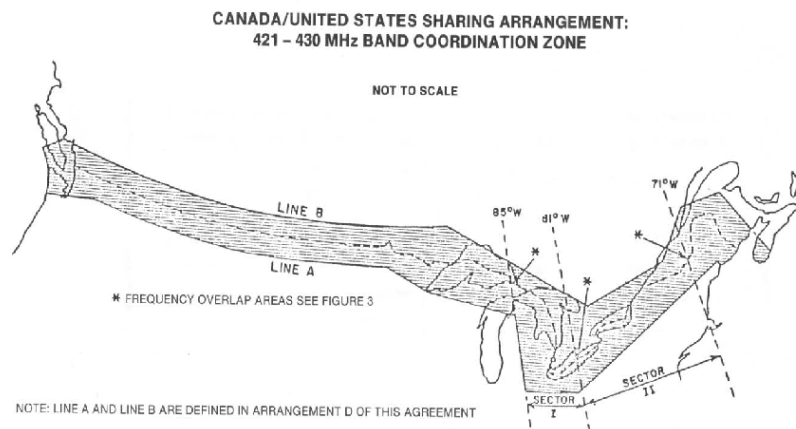 CANADA/UNITED STATES SHARING ARRANGEMENT:
421 – 430 MHz BAND COORDINATION ZONE
NOT TO SCALE
LINE B
LINE A
85°W
81°W
71°W
*
*
*
* FREQUENCY OVERLAP AREAS SEE FIGURE 3
SECTOR
I
SECTOR
II
NOTE: LINE A AND LINE B ARE DEFINED IN ARRANGEMENT D OF THIS AGREEMENT